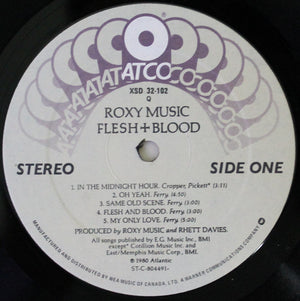 ATCO
XSD 32-102
Q
ROXY MUSIC
FLESH+BLOOD
STEREO
SIDE ONE
1. IN THE MIDNIGHT HOUR. Cropper, Pickett* (3:11)
2. OH YEAH. Ferry. (4:50)
3. SAME OLD SCENE. Ferry. (3:00)
4. FLESH AND BLOOD. Ferry. (3:00)
5. MY ONLY LOVE. Ferry. (5:00)
PRODUCED by ROXY MUSIC and RHETT DAVIES.
All songs published by E.G. Music Inc., BMI
except* Cotillion Music Inc. and
East/Memphis Music Corp., BMI.
℗ 1980 Atlantic
ST-C-804691-
MANUFACTURED AND DISTRIBUTED BY WEA MUSIC OF CANADA, LTD. A WARNER COMMUNICATIONS COMPANY